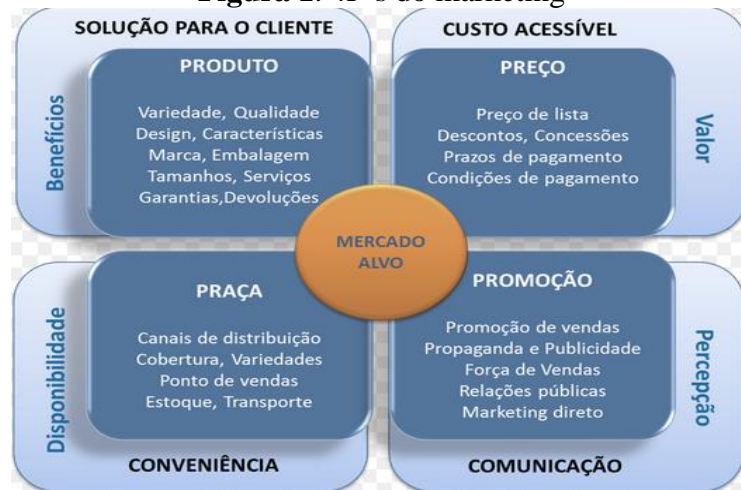 SOLUÇÃO PARA O CLIENTE
PRODUTO
Variedade, Qualidade
Design, Características
Marca, Embalagem
Tamanhos, Serviços
Garantias,Devoluções
Benefícios
CUSTO ACESSÍVEL
PREÇO
Preço de lista
Descontos, Concessões
Prazos de pagamento
Condições de pagamento
Valor
MERCADO
ALVO
PRAÇA
Canais de distribuição
Cobertura, Variedades
Ponto de vendas
Estoque, Transporte
Disponibilidade
CONVENIÊNCIA
PROMOÇÃO
Promoção de vendas
Propaganda e Publicidade
Força de Vendas
Relações públicas
Marketing direto
Percepção
COMUNICAÇÃO